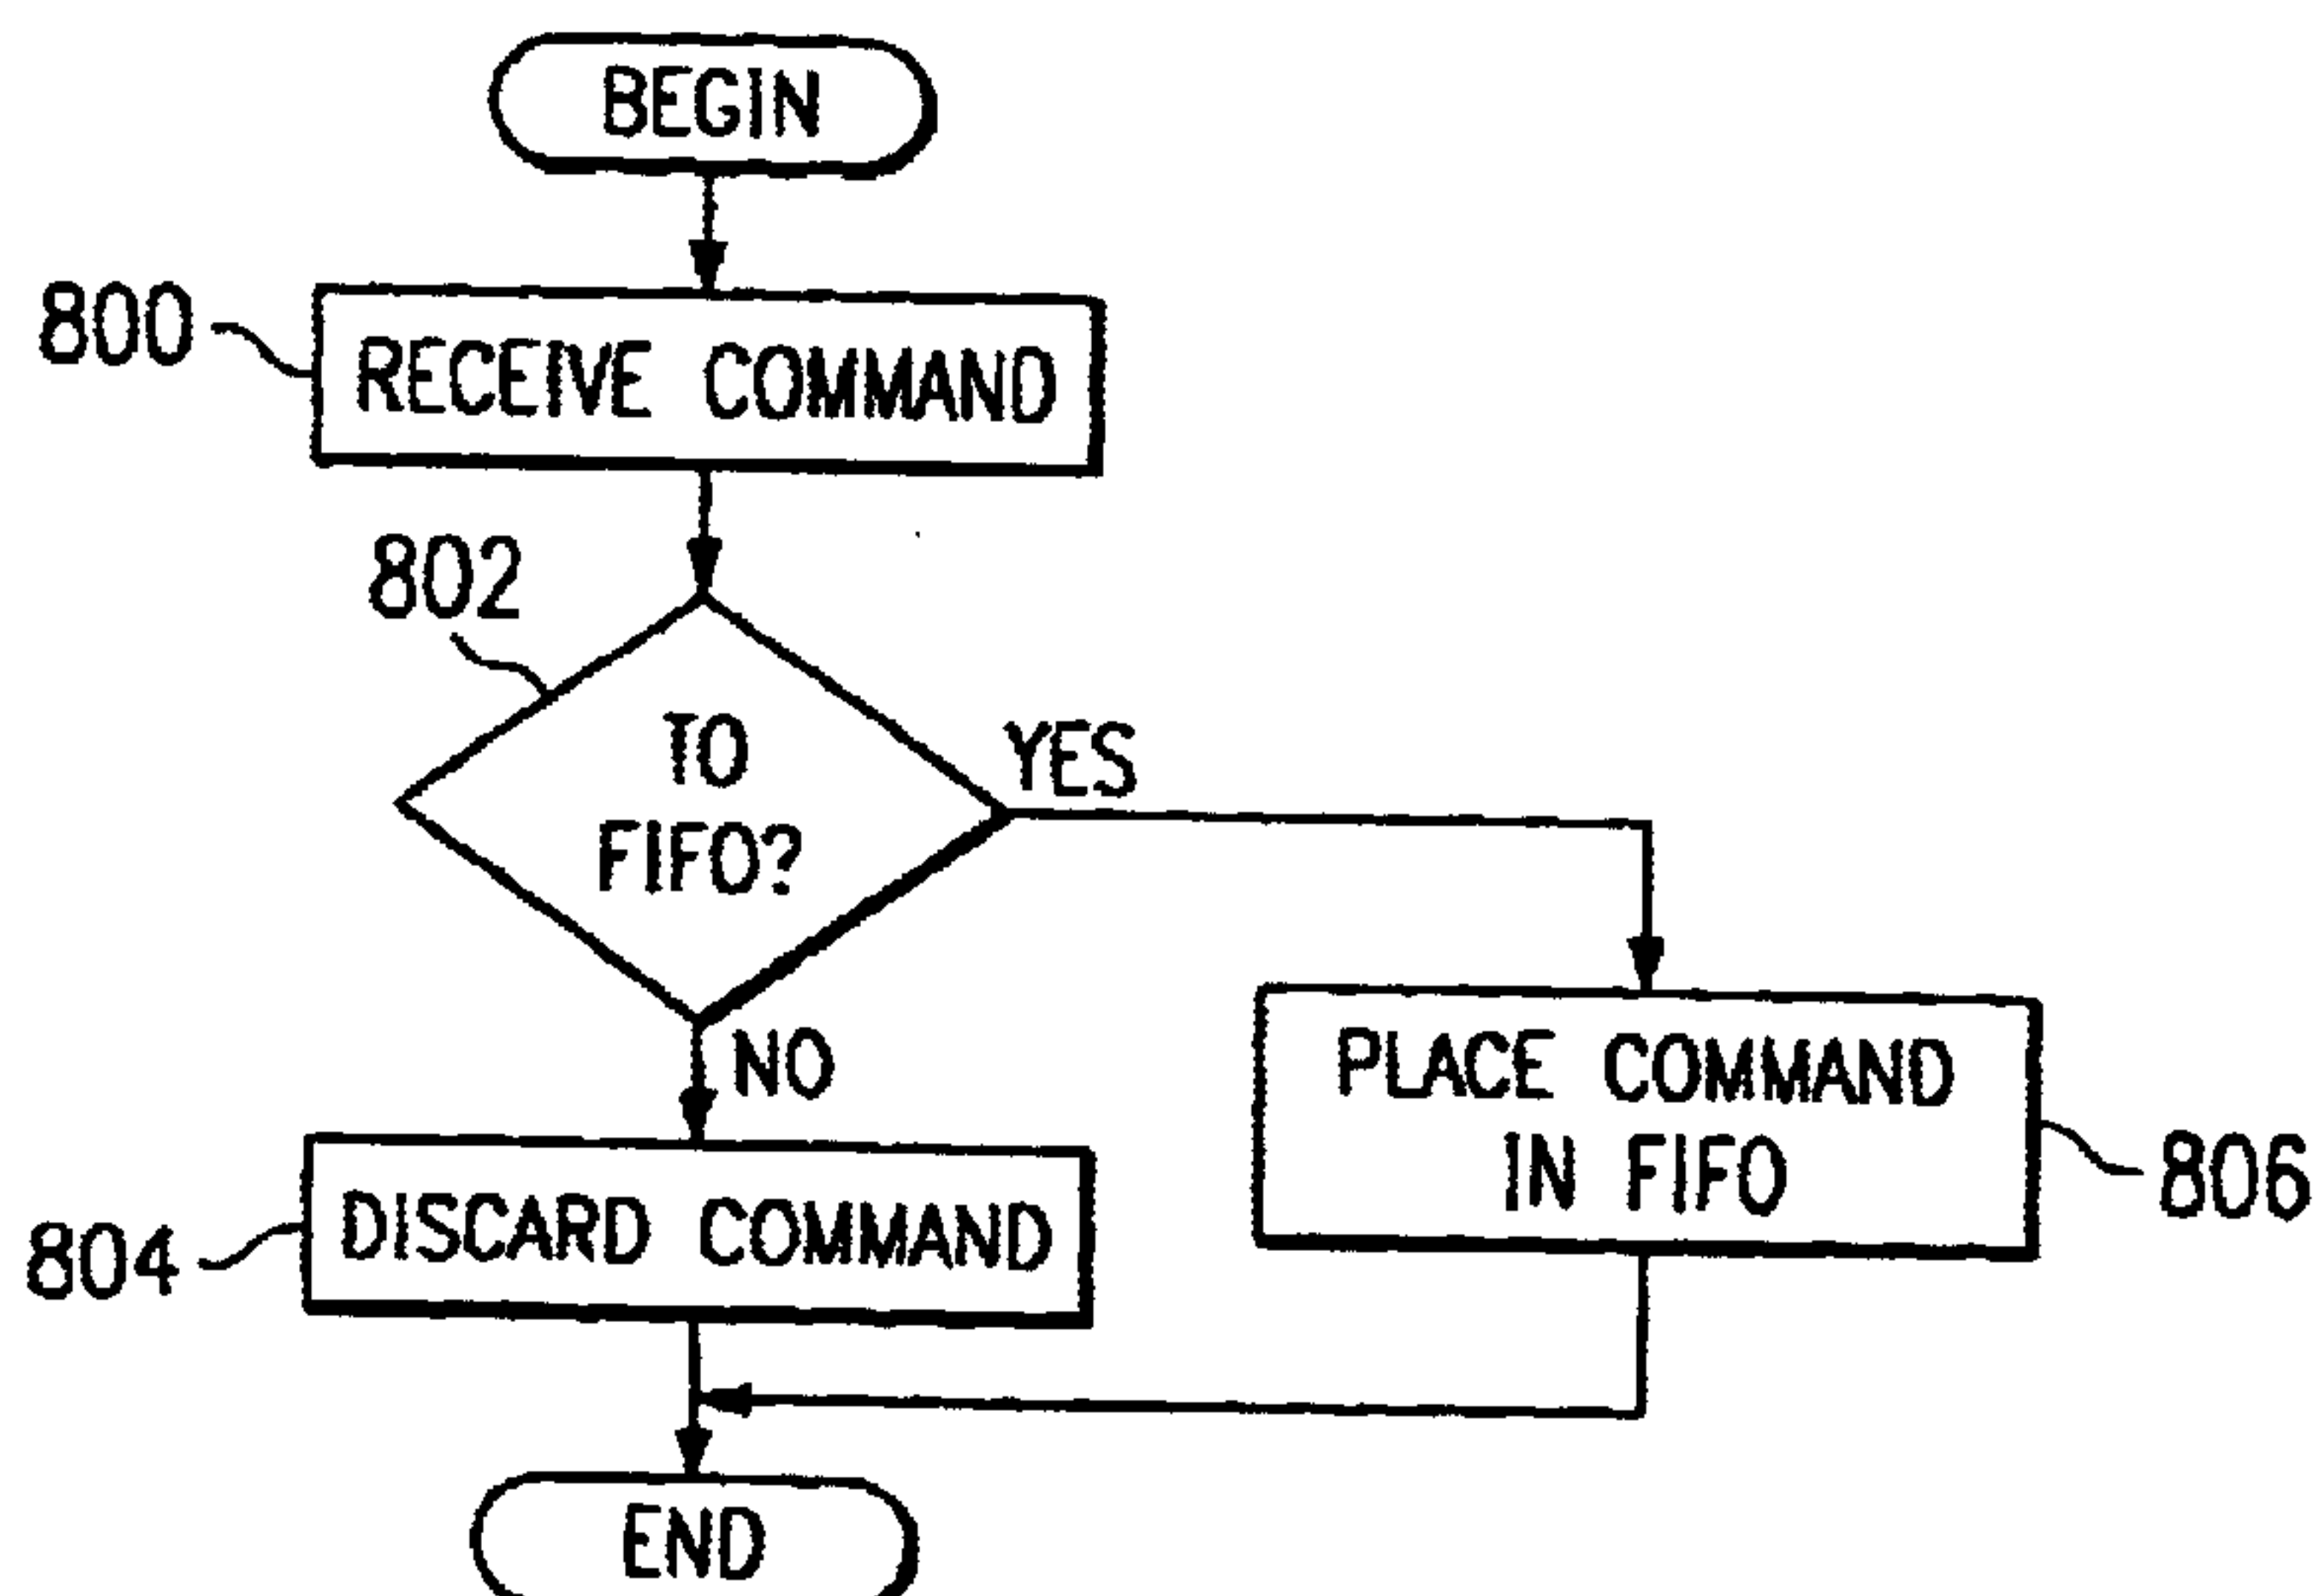 BEGIN
800
RECEIVE COMMAND
802
TO
FIFO?
YES
NO
PLACE COMMAND
IN FIFO
806
DISCARD COMMAND
804
END